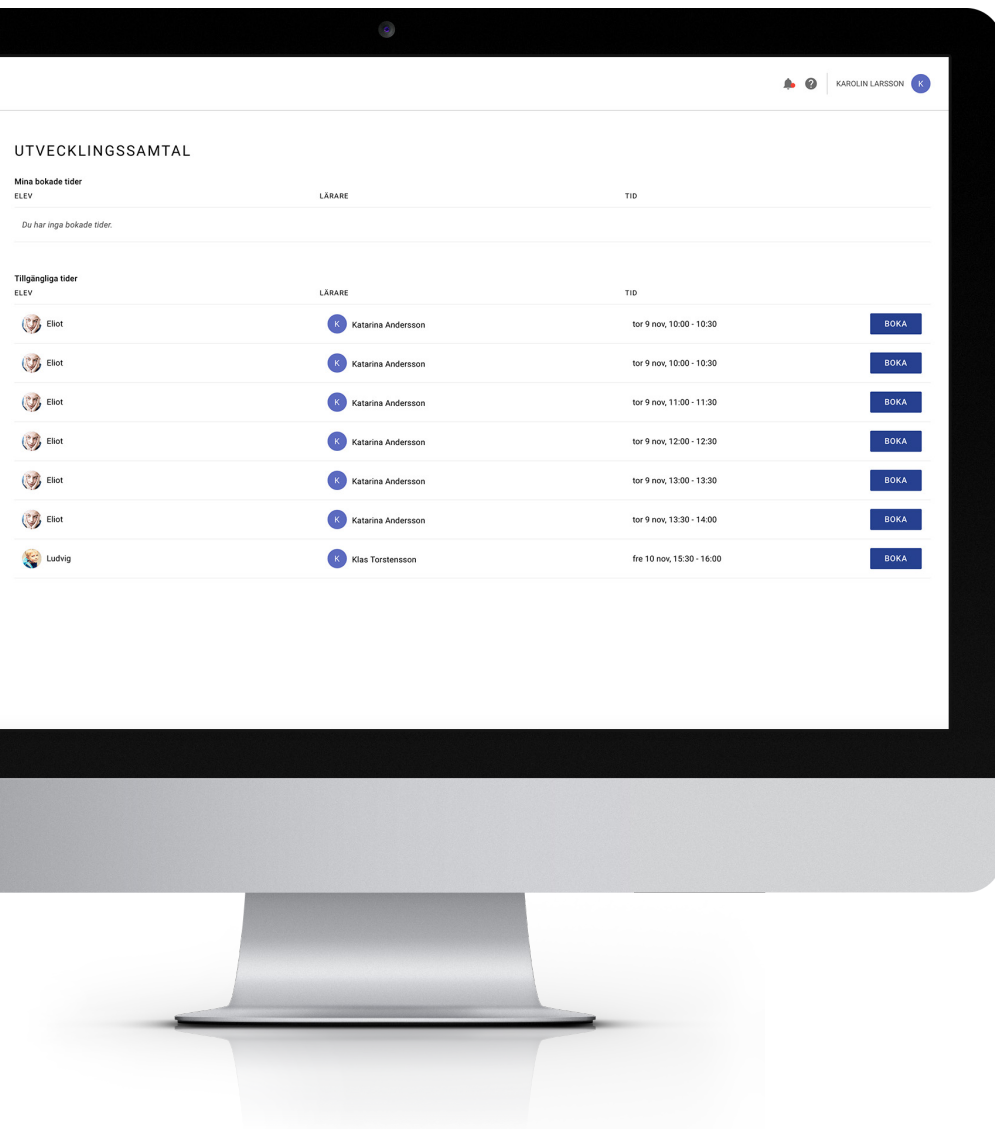 KAROLIN LARSSON K
UTVECKLINGSSAMTAL
Mina bokade tider
ELEV LÄRARE TID
Du har inga bokade tider.
Tillgängliga tider
ELEV LÄRARE TID
Eliot K Katarina Andersson tor 9 nov, 10:00 - 10:30 BOKA
Eliot K Katarina Andersson tor 9 nov, 10:00 - 10:30 BOKA
Eliot K Katarina Andersson tor 9 nov, 11:00 - 11:30 BOKA
Eliot K Katarina Andersson tor 9 nov, 12:00 - 12:30 BOKA
Eliot K Katarina Andersson tor 9 nov, 13:00 - 13:30 BOKA
Eliot K Katarina Andersson tor 9 nov, 13:30 - 14:00 BOKA
Ludvig K Klas Torstensson fre 10 nov, 15:30 - 16:00 BOKA